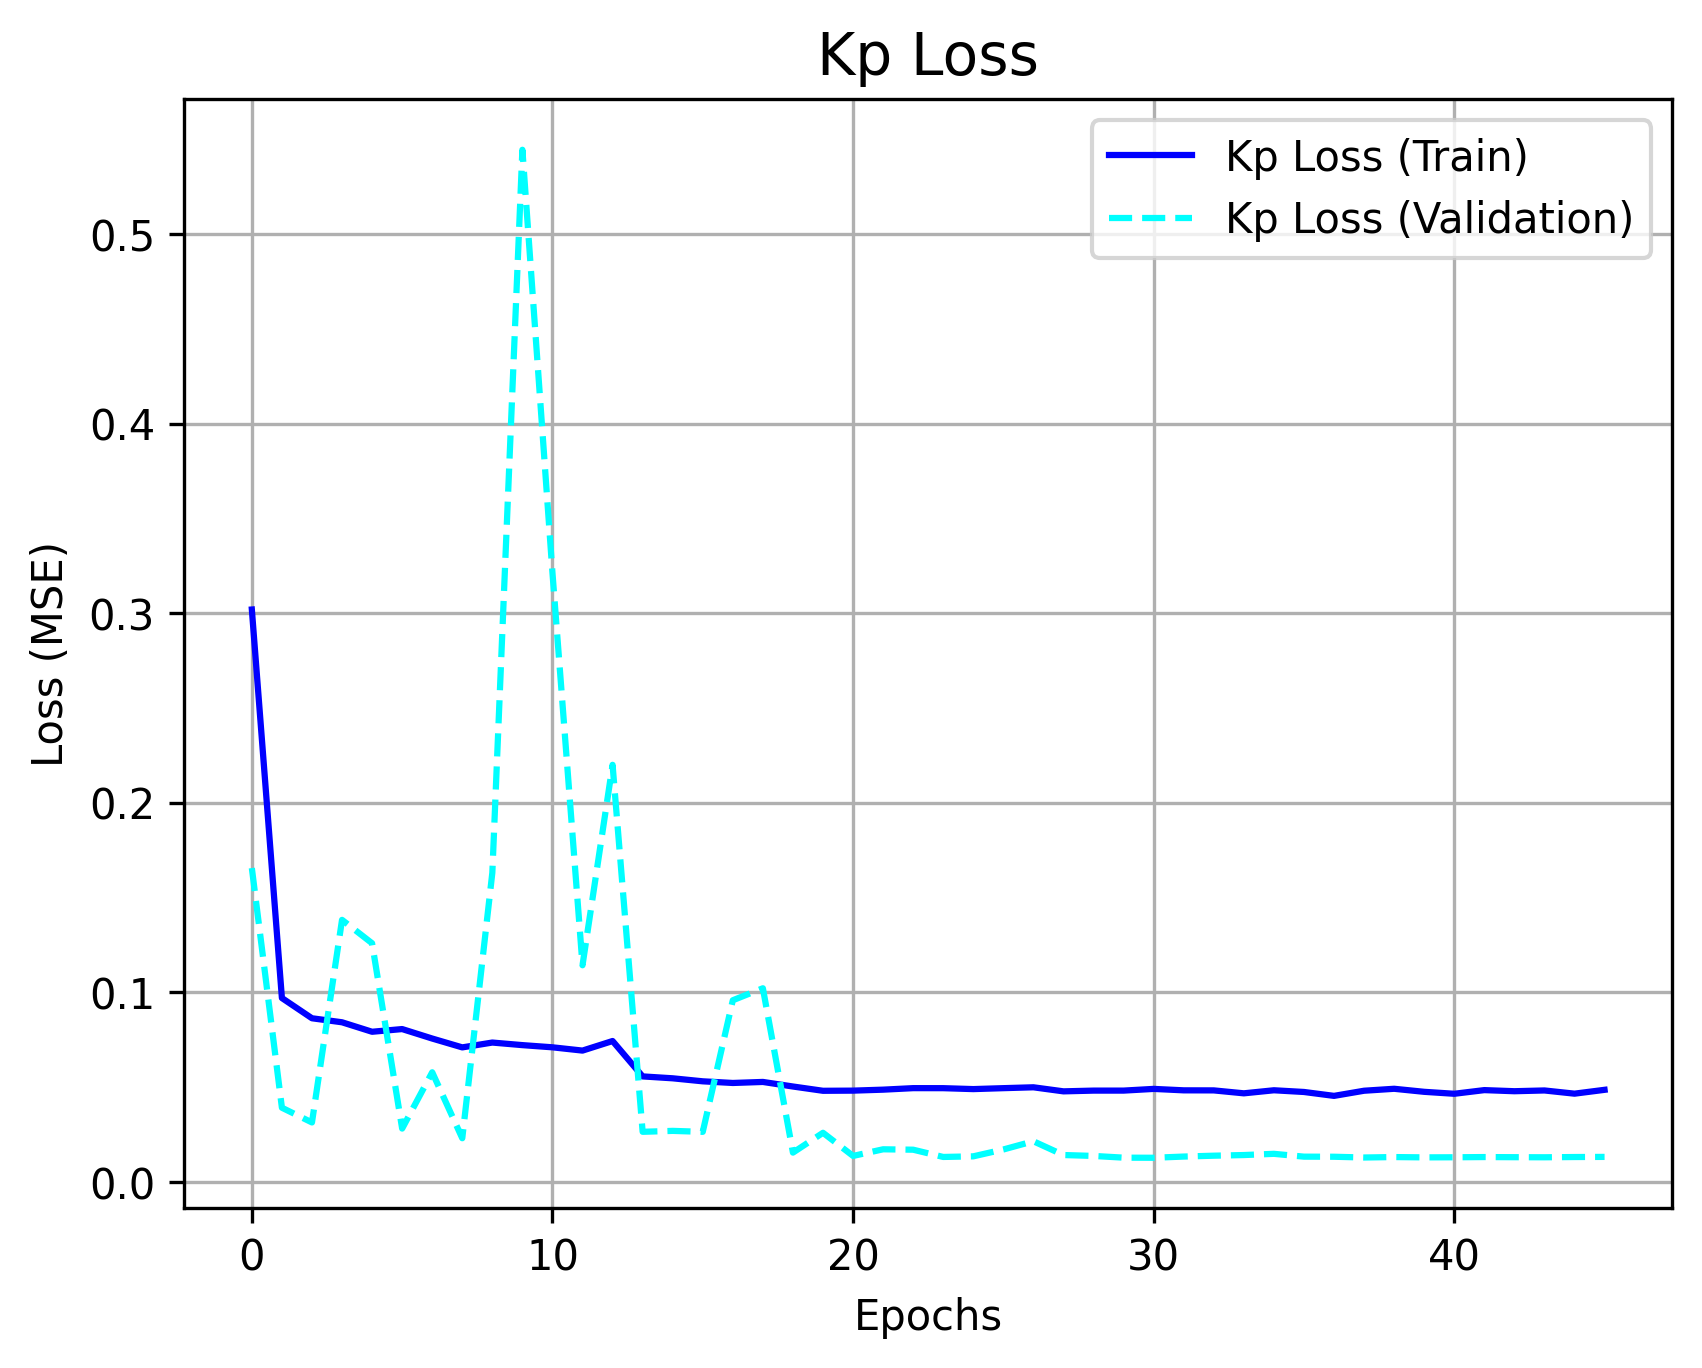 Kp Loss
Kp Loss (Train)
Kp Loss (Validation)
Loss (MSE)
0.5
0.4
0.3
0.2
0.1
0.0
0 10 20 30 40
Epochs